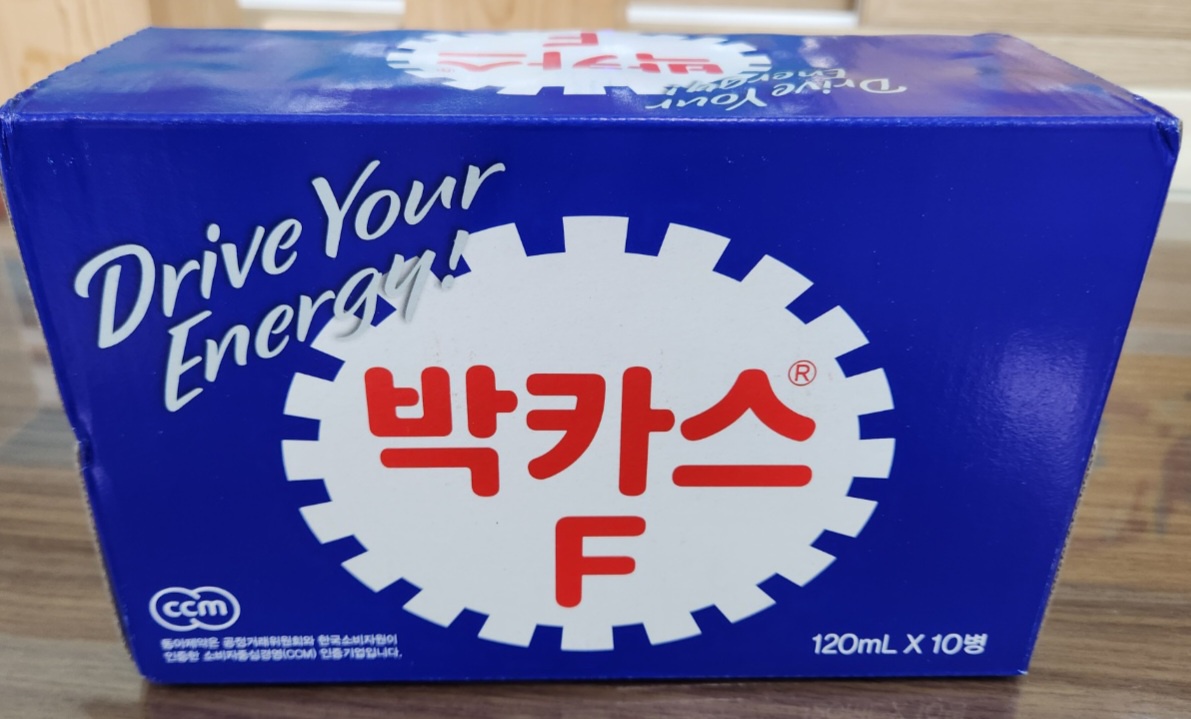 박카스
F
Drive Your
Energy!
Drive Your
Energy!
박카스®
F
ccm
동아제약은 공정거래위원회와 한국소비자원이
인증한 소비자중심경영(CCM) 인증기업입니다.
120mL X 10병